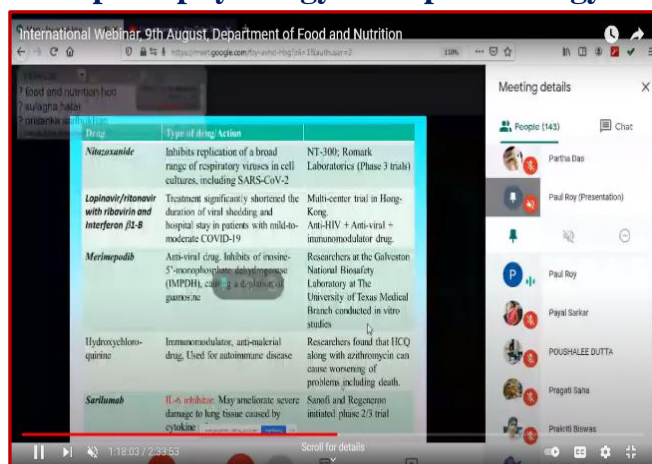 International Webinar, 9th August, Department of Food and Nutrition
110%
Meeting details
X
People (143)
Chat
food and nutrition hod
sulagna halai
Partha Das
Paul Roy (Presentation)
Paul Roy
Payal Sarkar
POUSHALEE DUTTA
Pragati Saha
Prakriti Biswas
Drug
Type of drug/Action
Nitazoxanide
Inhibits replication of a broad
range of respiratory viruses in cell
cultures, including SARS-CoV-2
NT-300; Romark
Laboratories (Phase 3 trials)
Lopinavir/ritonavir
with ribavirin and
Interferon β1-B
Treatment significantly shortened the
duration of viral shedding and
hospital stay in patients with mild-to-
moderate COVID-19
Multi-center trial in Hong-
Kong.
Anti-HIV + Anti-viral +
immunomodulator drug.
Merimepodib
Anti-viral drug. Inhibits of inosine-
5'-monophosphate dehydrogenase
(IMPDH), a depletion of
guanosine
Researchers at the Galveston
National Biosafety
Laboratory at The
University of Texas Medical
Branch conducted in vitro
studies
Hydroxychloro-
quinine
Immunomodulator, anti-malerial
drug, Used for autoimmune disease
Researchers found that HCQ
along with azithromycin can
cause worsening of
problems including death.
Sarilumab
IL-6 inhibitor. May ameliorate severe
damage to lung tissue caused by
cytokine
Sanofi and Regeneron
initiated phase 2/3 trial
1:18:03 / 2:33:53
Scroll for details